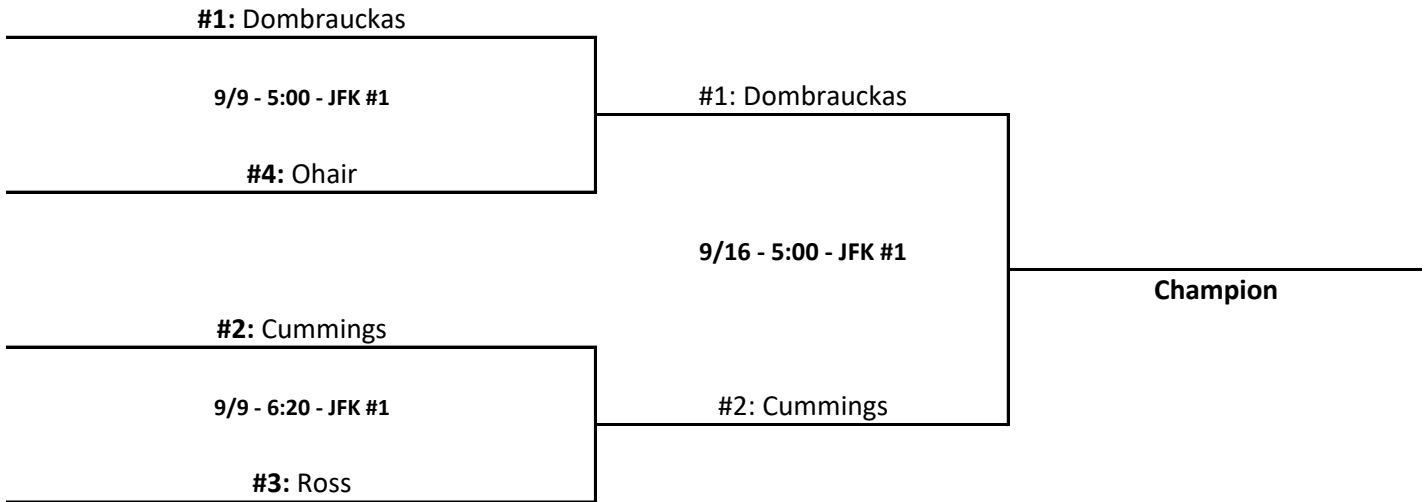 #1: Dombrauckas
9/9 - 5:00 - JFK #1
#1: Dombrauckas
#4: Ohair
9/16 - 5:00 - JFK #1
Champion
#2: Cummings
9/9 - 6:20 - JFK #1
#2: Cummings
#3: Ross